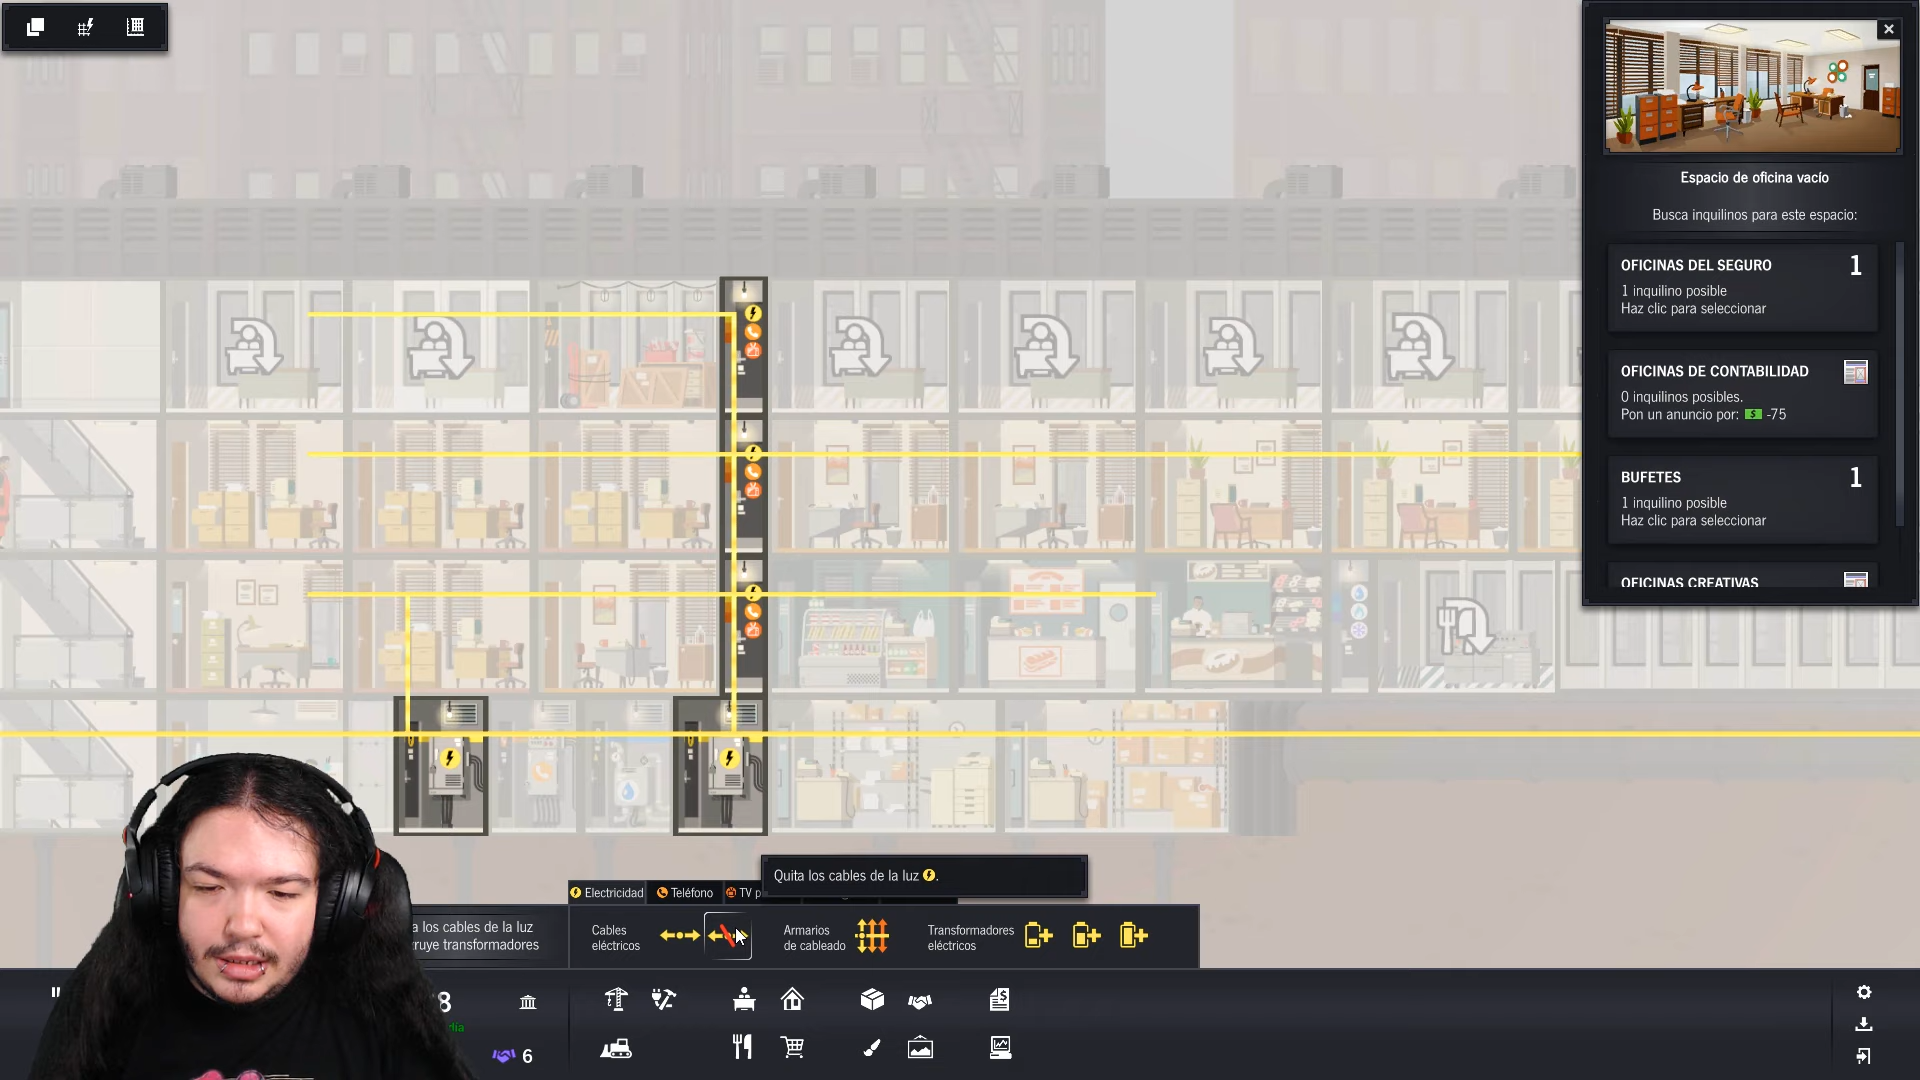 Espacio de oficina vacío
Busca inquilinos para este espacio:
OFICINAS DEL SEGURO 1
1 inquilino posible
Haz clic para seleccionar
OFICINAS DE CONTABILIDAD
0 inquilinos posibles.
Pon un anuncio por: $ -75
BUFETES 1
1 inquilino posible
Haz clic para seleccionar
OFICINAS CREATIVAS
Quita los cables de la luz
Electricidad
Teléfono
TV p
a los cables de la luz
ruye transformadores
Cables
eléctricos
Armarios
de cableado
Transformadores
eléctricos
8
día
6